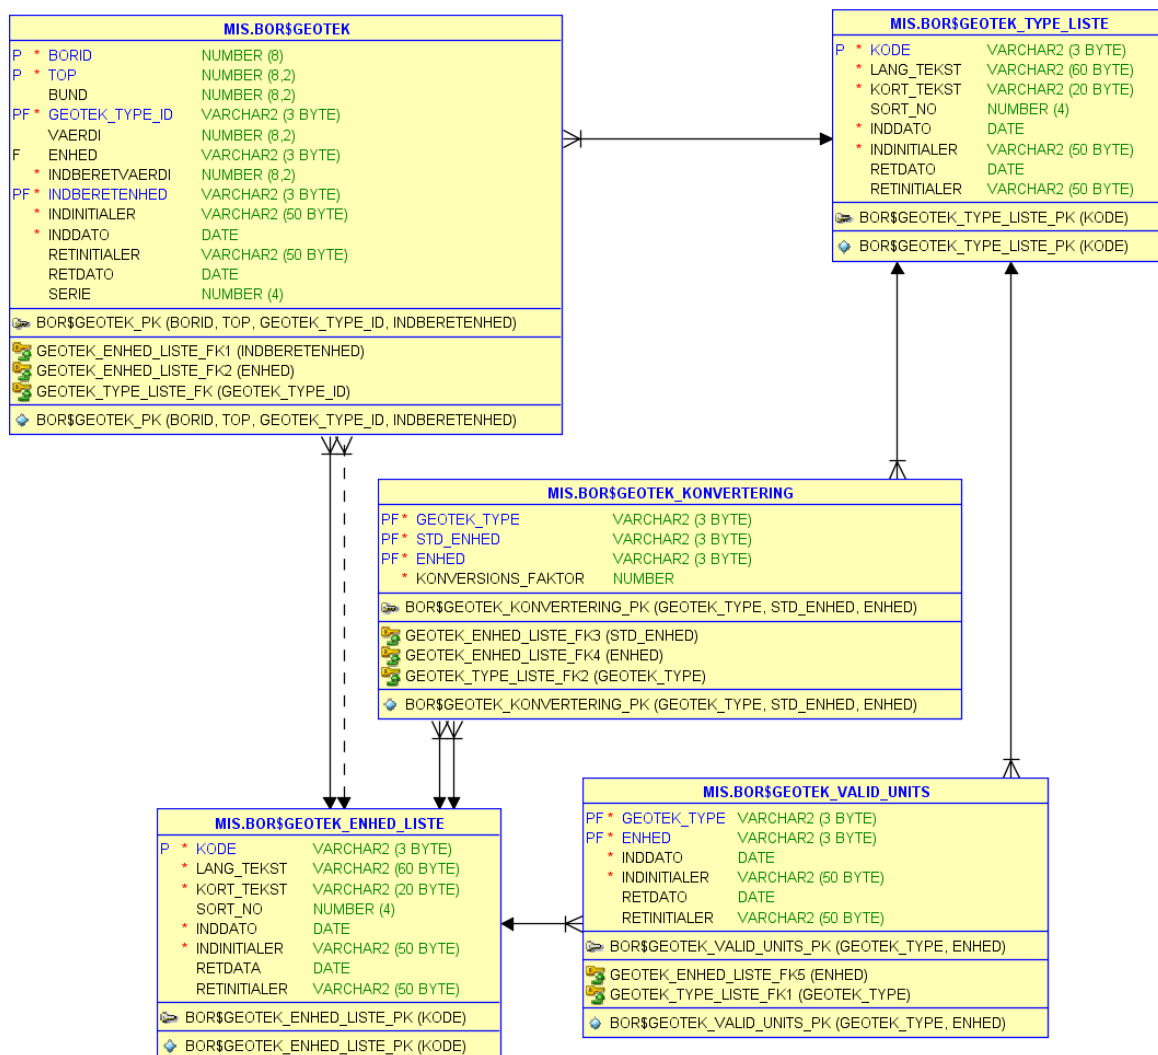 MIS.BOR$GEOTEK
P * BORID NUMBER (8)
P * TOP NUMBER (8,2)
BUND NUMBER (8,2)
PF * GEOTEK_TYPE_ID VARCHAR2 (3 BYTE)
VAERDI NUMBER (8,2)
F ENHED VARCHAR2 (3 BYTE)
* INDBERETVAERDI NUMBER (8,2)
PF * INDBERETENHED VARCHAR2 (3 BYTE)
* INDINITIALER VARCHAR2 (50 BYTE)
* INDDATO DATE
RETINITIALER VARCHAR2 (50 BYTE)
RETDATO DATE
SERIE NUMBER (4)
BOR$GEOTEK_PK (BORID, TOP, GEOTEK_TYPE_ID, INDBERETENHED)
GEOTEK_ENHED_LISTE_FK1 (INDBERETENHED)
GEOTEK_ENHED_LISTE_FK2 (ENHED)
GEOTEK_TYPE_LISTE_FK (GEOTEK_TYPE_ID)
BOR$GEOTEK_PK (BORID, TOP, GEOTEK_TYPE_ID, INDBERETENHED)
MIS.BOR$GEOTEK_TYPE_LISTE
P * KODE VARCHAR2 (3 BYTE)
* LANG_TEKST VARCHAR2 (60 BYTE)
* KORT_TEKST VARCHAR2 (20 BYTE)
SORT_NO NUMBER (4)
* INDDATO DATE
* INDINITIALER VARCHAR2 (50 BYTE)
RETDATO DATE
RETINITIALER VARCHAR2 (50 BYTE)
BOR$GEOTEK_TYPE_LISTE_PK (KODE)
BOR$GEOTEK_TYPE_LISTE_PK (KODE)
MIS.BOR$GEOTEK_KONVERTERING
PF * GEOTEK_TYPE VARCHAR2 (3 BYTE)
PF * STD_ENHED VARCHAR2 (3 BYTE)
PF * ENHED VARCHAR2 (3 BYTE)
* KONVERSIONS_FAKTOR NUMBER
BOR$GEOTEK_KONVERTERING_PK (GEOTEK_TYPE, STD_ENHED, ENHED)
GEOTEK_ENHED_LISTE_FK3 (STD_ENHED)
GEOTEK_ENHED_LISTE_FK4 (ENHED)
GEOTEK_TYPE_LISTE_FK2 (GEOTEK_TYPE)
BOR$GEOTEK_KONVERTERING_PK (GEOTEK_TYPE, STD_ENHED, ENHED)
MIS.BOR$GEOTEK_ENHED_LISTE
P * KODE VARCHAR2 (3 BYTE)
* LANG_TEKST VARCHAR2 (60 BYTE)
* KORT_TEKST VARCHAR2 (20 BYTE)
SORT_NO NUMBER (4)
* INDDATO DATE
* INDINITIALER VARCHAR2 (50 BYTE)
RETDATA DATE
RETINITIALER VARCHAR2 (50 BYTE)
BOR$GEOTEK_ENHED_LISTE_PK (KODE)
BOR$GEOTEK_ENHED_LISTE_PK (KODE)
MIS.BOR$GEOTEK_VALID_UNITS
PF * GEOTEK_TYPE VARCHAR2 (3 BYTE)
PF * ENHED VARCHAR2 (3 BYTE)
* INDDATO DATE
* INDINITIALER VARCHAR2 (50 BYTE)
RETDATO DATE
RETINITIALER VARCHAR2 (50 BYTE)
BOR$GEOTEK_VALID_UNITS_PK (GEOTEK_TYPE, ENHED)
GEOTEK_ENHED_LISTE_FK5 (ENHED)
GEOTEK_TYPE_LISTE_FK1 (GEOTEK_TYPE)
BOR$GEOTEK_VALID_UNITS_PK (GEOTEK_TYPE, ENHED)